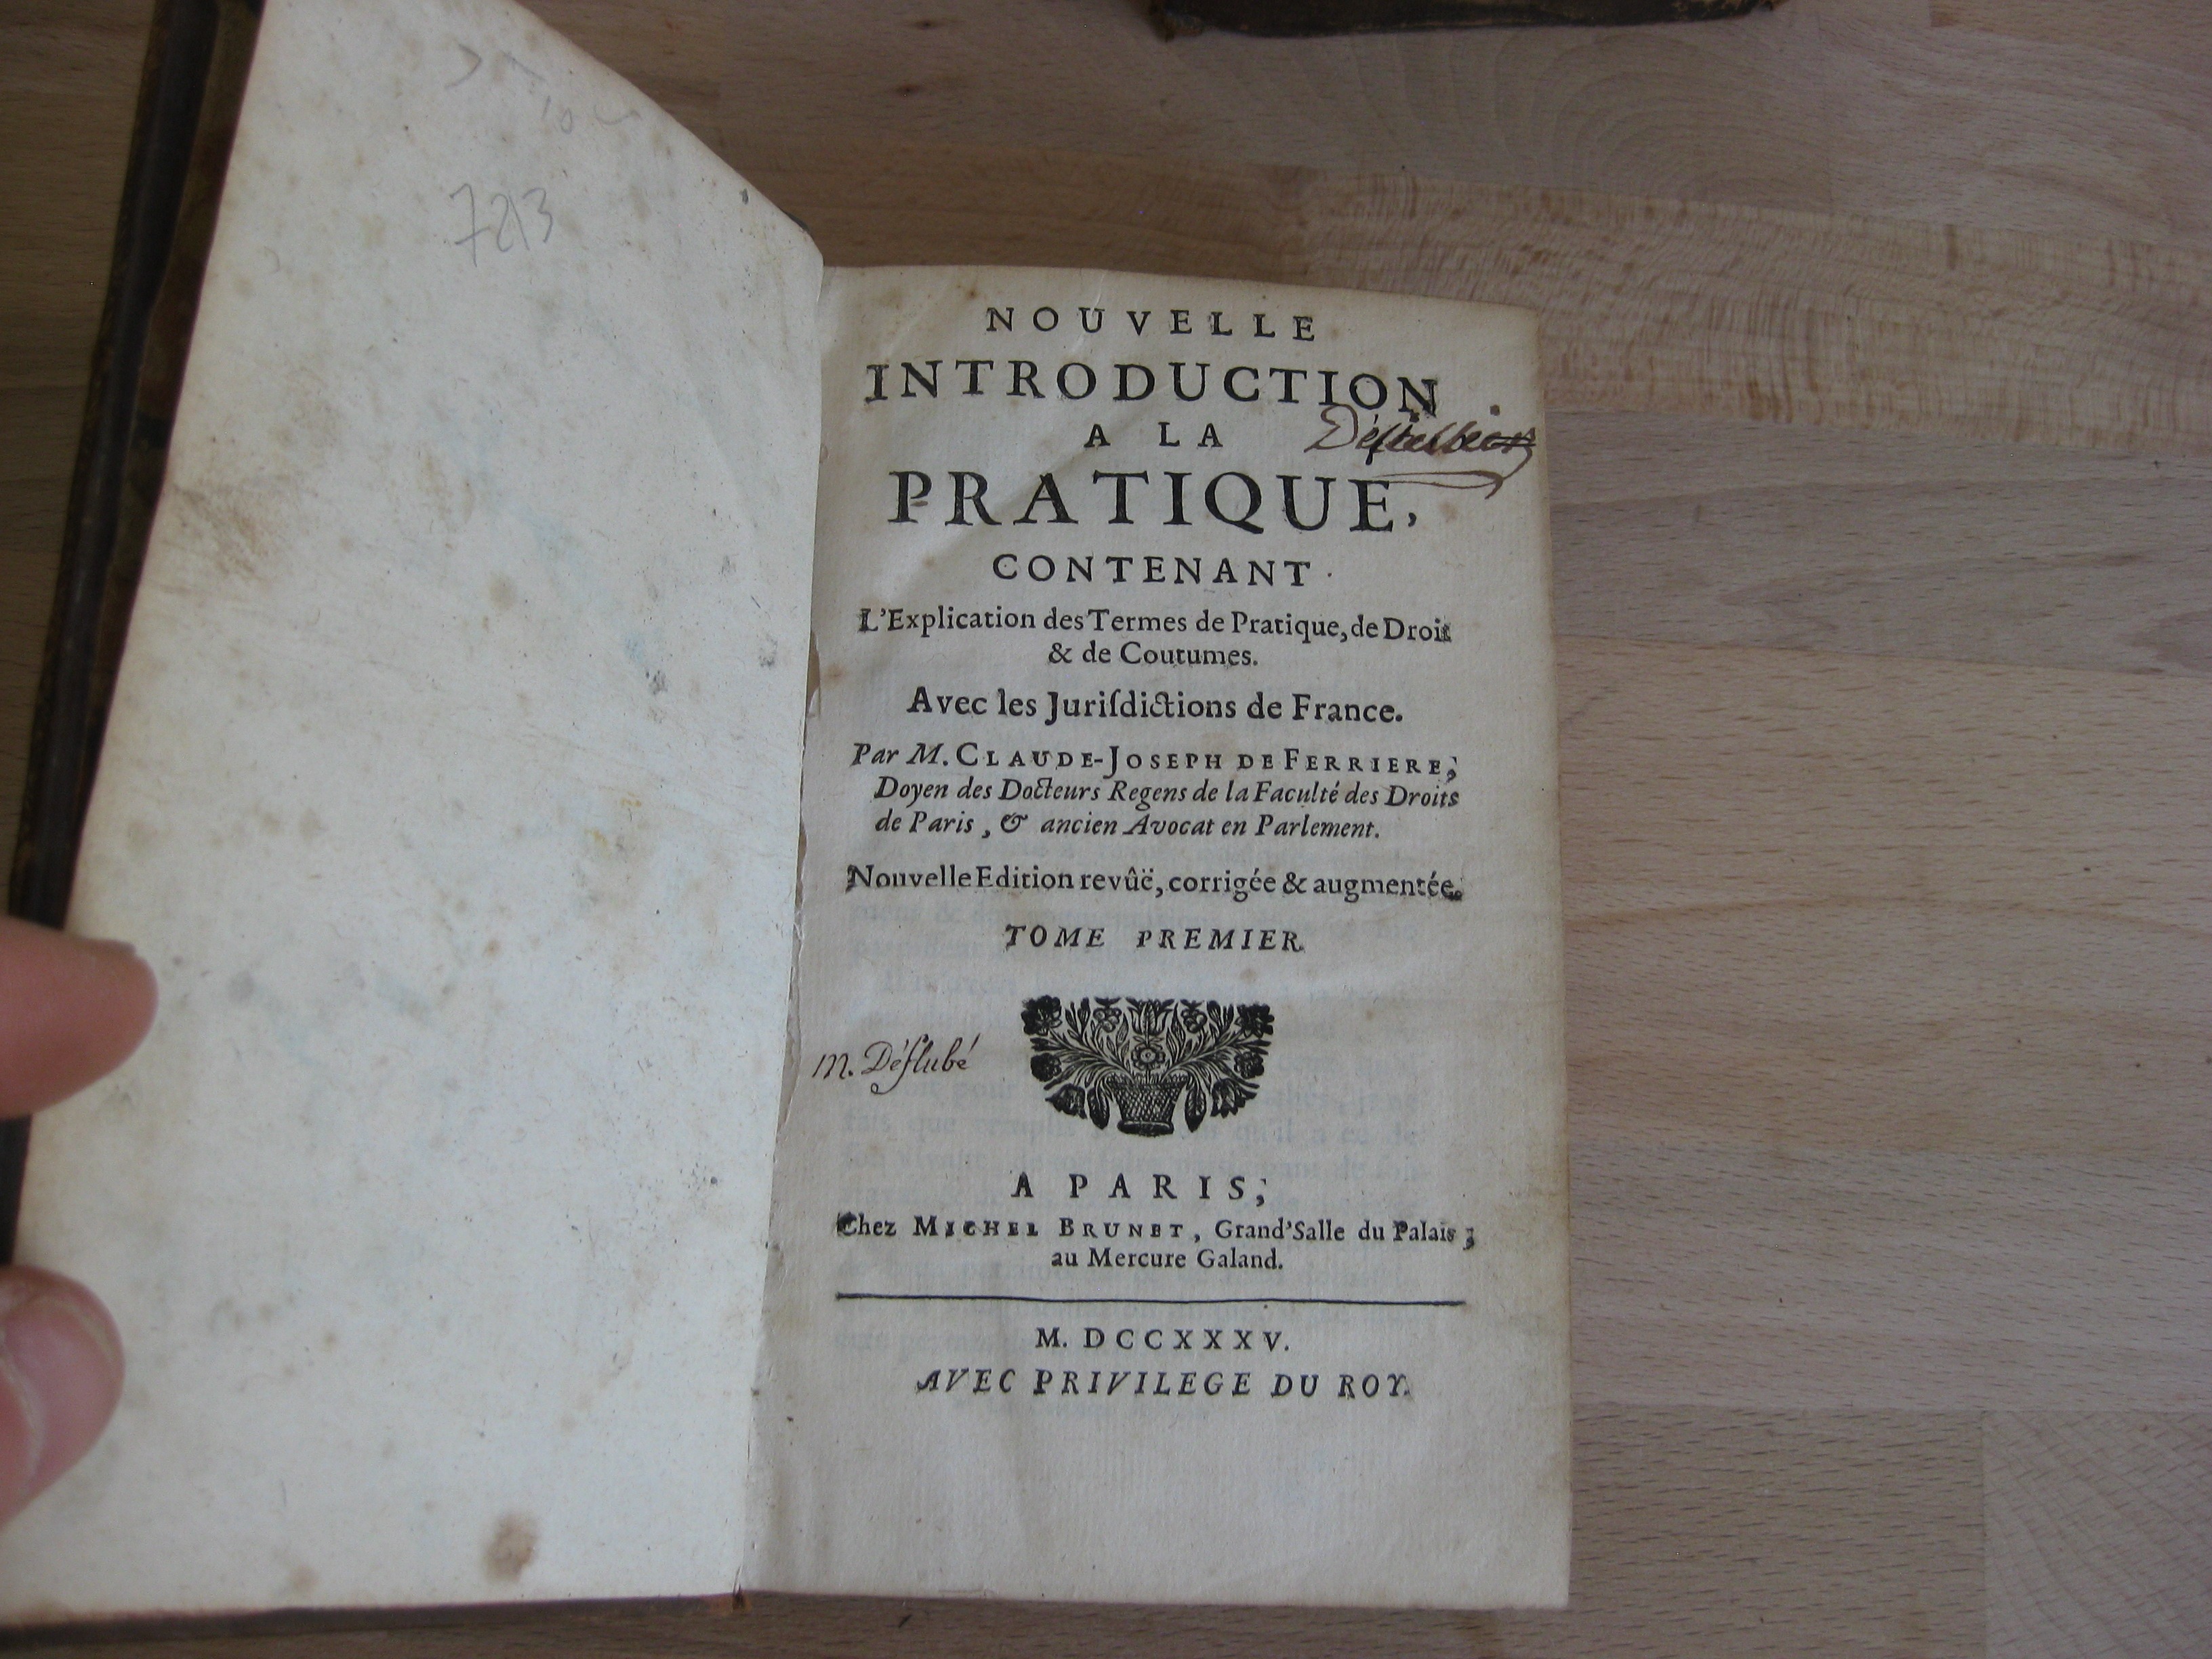 7213
NOUVELLE
INTRODUCTION
A LA
PRATIQUE,
CONTENANT
L'Explication des Termes de Pratique, de Droit
& de Coutumes.
Avec les Juriſdictions de France.
Par M. CLAUDE-JOSEPH DE FERRIERE,
Doyen des Docteurs Regens de la Faculté des Droits
de Paris, & ancien Avocat en Parlement.
Nouvelle Edition revûë, corrigée & augmentée.
TOME PREMIER
m. Déflubé
A PARIS;
Chez MICHEL BRUNET, Grand'Salle du Palais;
au Mercure Galand.
M. DCCXXXV.
AVEC PRIVILEGE DU ROY.